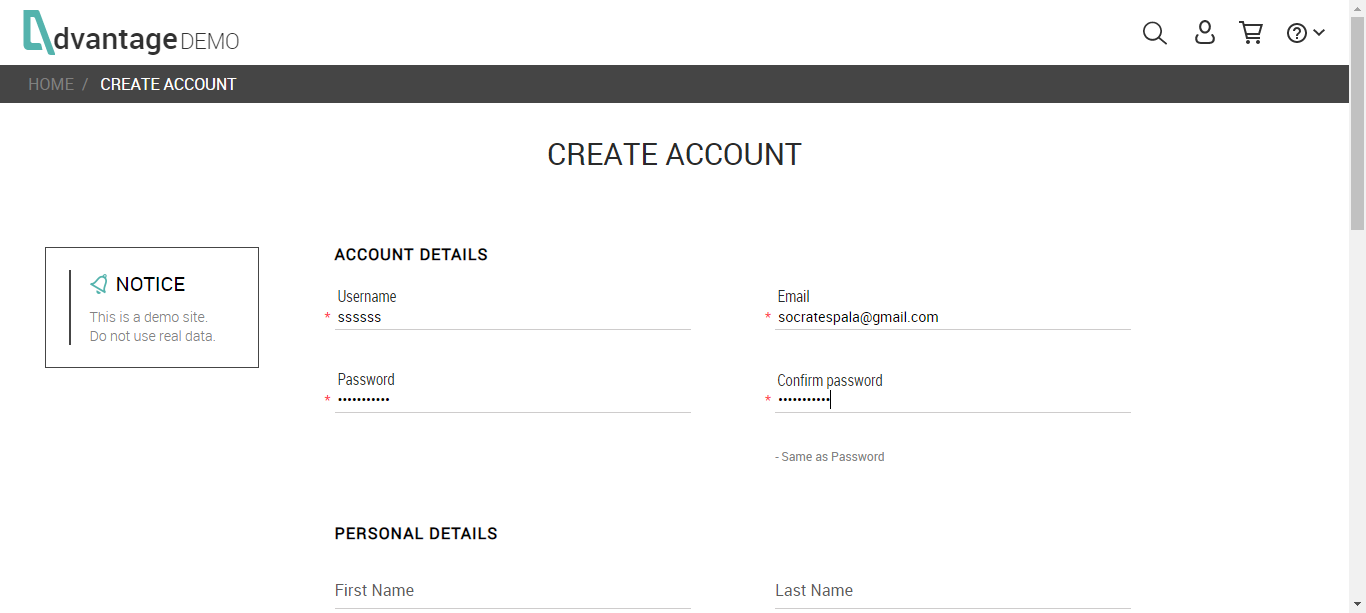 dvantage DEMO
HOME / CREATE ACCOUNT
CREATE ACCOUNT
NOTICE
This is a demo site.
Do not use real data.
ACCOUNT DETAILS
Username
* ssssss
Email
* socratespala@gmail.com
Password
* •••••••••••
Confirm password
* •••••••••••
- Same as Password
PERSONAL DETAILS
First Name
Last Name